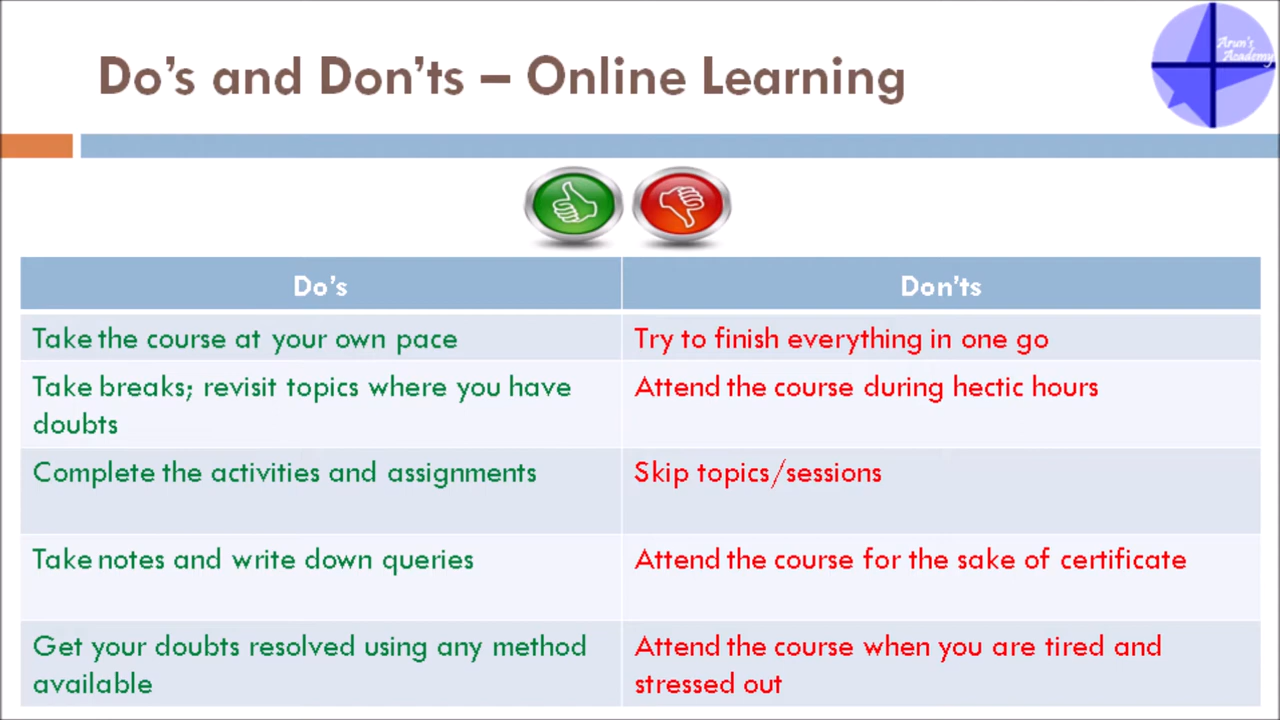 Do's and Don'ts – Online Learning
Arun's
Academy
Do's
Don'ts
Take the course at your own pace
Try to finish everything in one go
Take breaks; revisit topics where you have
doubts
Attend the course during hectic hours
Complete the activities and assignments
Skip topics/sessions
Take notes and write down queries
Attend the course for the sake of certificate
Get your doubts resolved using any method
available
Attend the course when you are tired and
stressed out